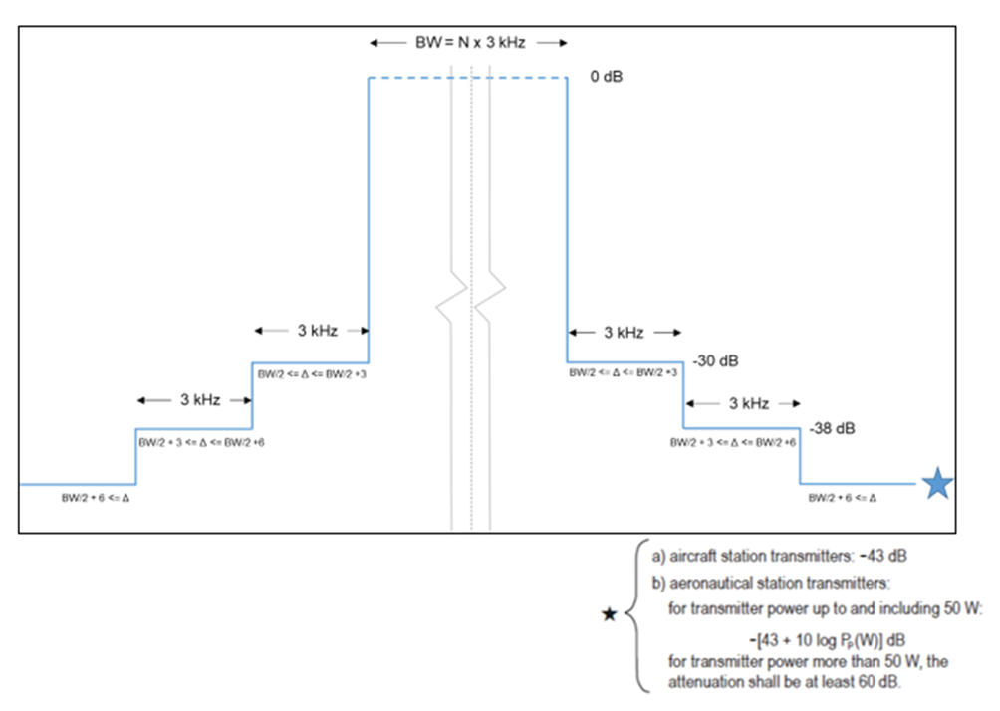 BW = N x 3 kHz
0 dB
3 kHz
3 kHz
-30 dB
BW/2 <= Δ <= BW/2 +3
BW/2 <= Δ <= BW/2 +3
3 kHz
3 kHz
-38 dB
BW/2 + 3 <= Δ <= BW/2 +6
BW/2 + 3 <= Δ <= BW/2 +6
BW/2 + 6 <= Δ
BW/2 + 6 <= Δ
a) aircraft station transmitters: −43 dB
b) aeronautical station transmitters:
for transmitter power up to and including 50 W:
−[43 + 10 log Pp(W)] dB
for transmitter power more than 50 W, the
attenuation shall be at least 60 dB.